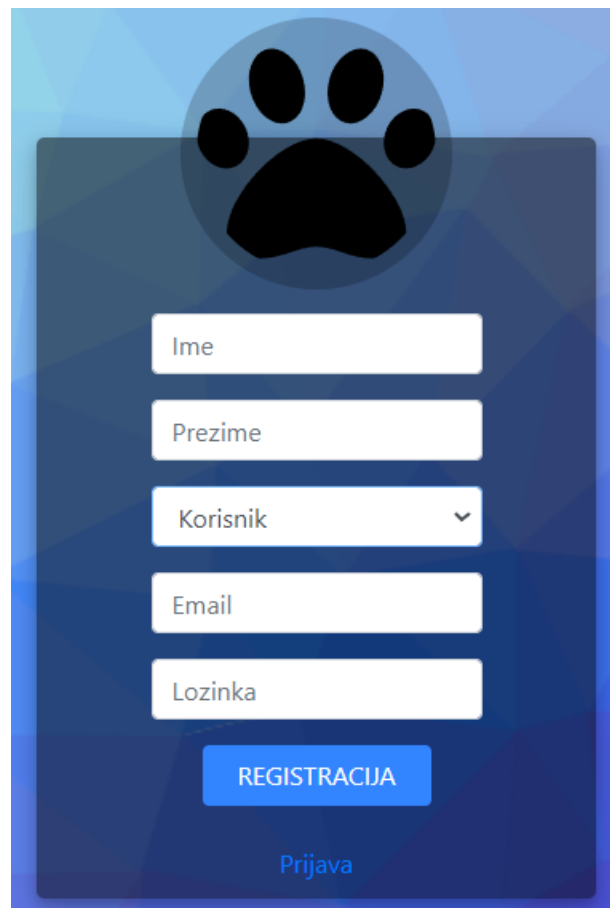 Ime
Prezime
Korisnik
Email
Lozinka
REGISTRACIJA
Prijava